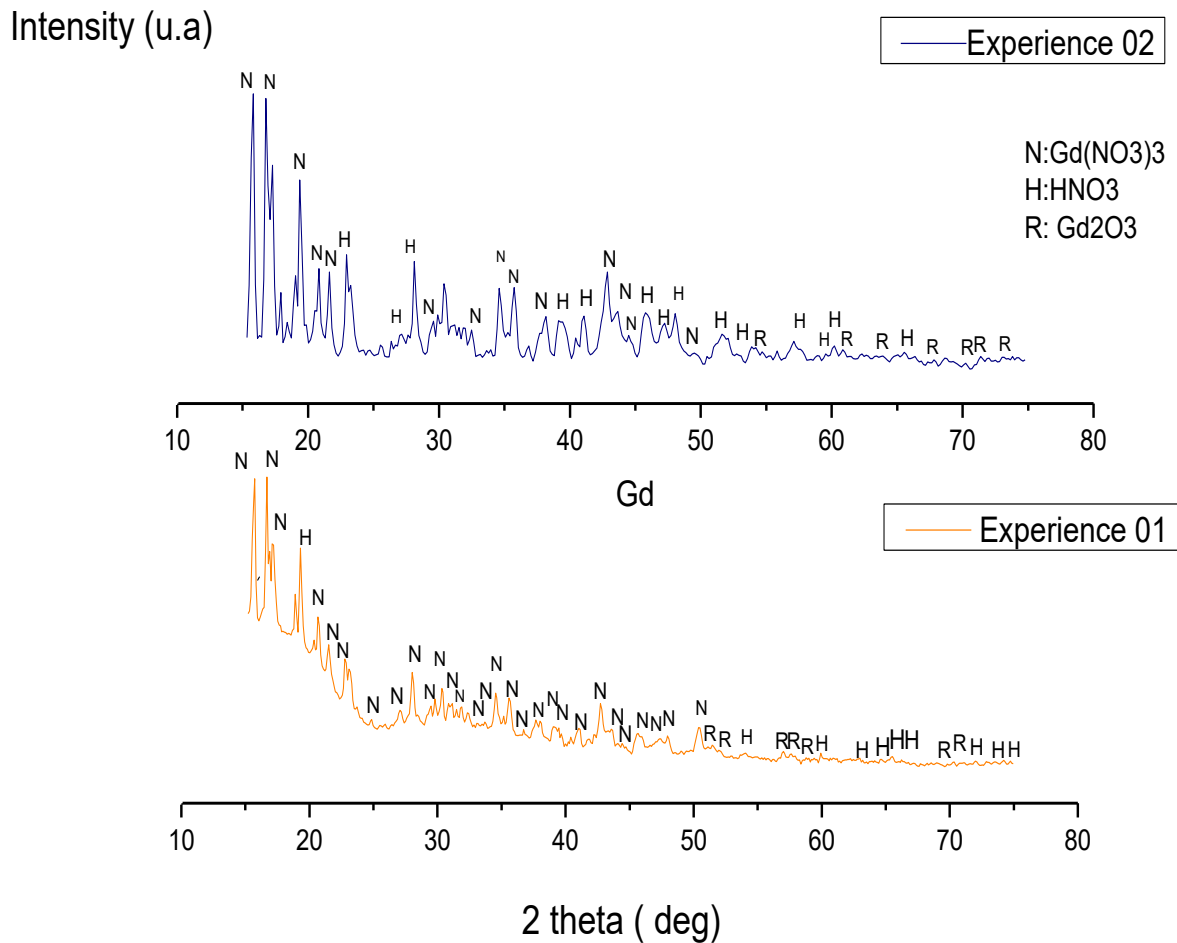 Intensity (u.a)
Experience 02
N:Gd(NO3)3
H:HNO3
R: Gd2O3
N N N N N H H H N N N N N H H N N N H H H N H H R H H H R R H R R R R
10 20 30 40 50 60 70 80
Gd
Experience 01
N N N H N N N N N N N N N N N N N N N N N N N N N N N N N N R R H R R R H H H H H R R H H H
10 20 30 40 50 60 70 80
2 theta ( deg)